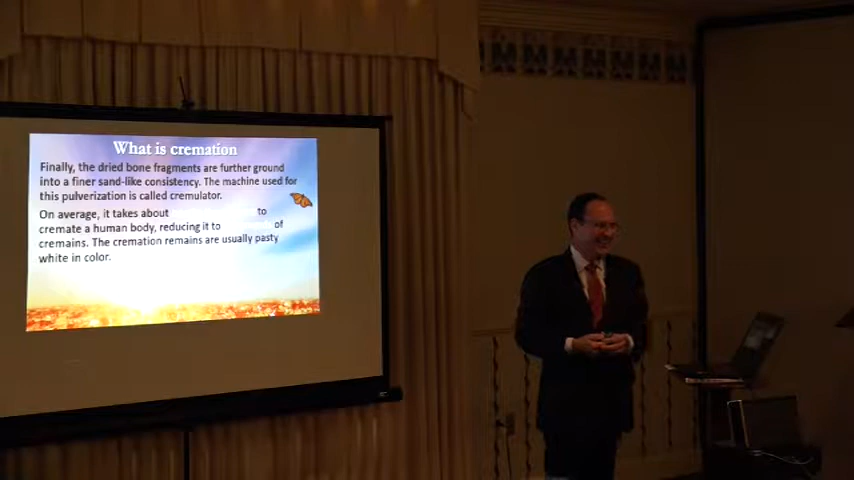 What is cremation
Finally, the dried bone fragments are further ground
into a finer sand-like consistency. The machine used for
this pulverization is called cremulator.
On average, it takes about to
cremate a human body, reducing it to of
cremains. The cremation remains are usually pasty
white in color.